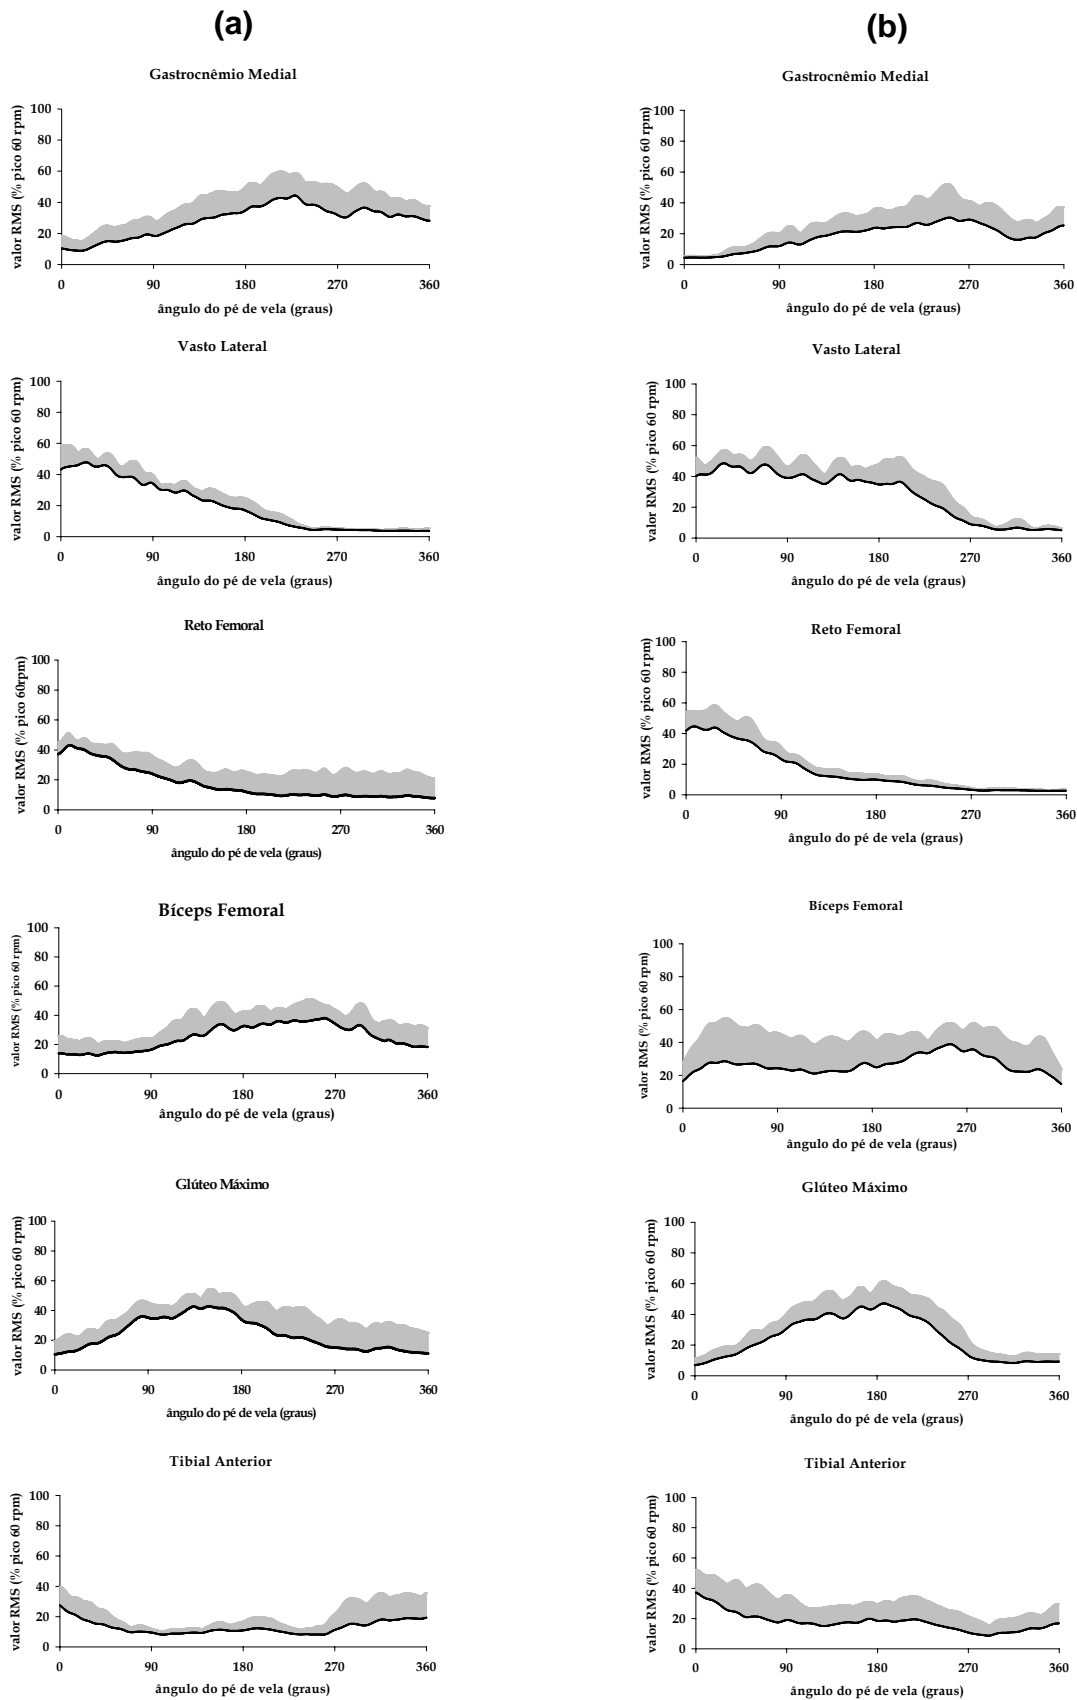 (a)
(b)
Gastrocnêmio Medial
valor RMS (% pico 60 rpm)
100
80
60
40
20
0
0 90 180 270 360
ângulo do pé de vela (graus)
Gastrocnêmio Medial
valor RMS (% pico 60 rpm)
100
80
60
40
20
0
0 90 180 270 360
ângulo do pé de vela (graus)
Vasto Lateral
valor RMS (% pico 60 rpm)
100
80
60
40
20
0
0 90 180 270 360
ângulo do pé de vela (graus)
Vasto Lateral
valor RMS (% pico 60 rpm)
100
80
60
40
20
0
0 90 180 270 360
ângulo do pé de vela (graus)
Reto Femoral
valor RMS (% pico 60rpm)
100
80
60
40
20
0
0 90 180 270 360
ângulo do pé de vela (graus)
Reto Femoral
valor RMS (% pico 60 rpm)
100
80
60
40
20
0
0 90 180 270 360
ângulo do pé de vela (graus)
Bíceps Femoral
valor RMS (% pico 60 rpm)
100
80
60
40
20
0
0 90 180 270 360
ângulo do pé de vela (graus)
Bíceps Femoral
valor RMS (% pico 60 rpm)
100
80
60
40
20
0
0 90 180 270 360
ângulo do pé de vela (graus)
Glúteo Máximo
valor RMS (% pico 60 rpm)
100
80
60
40
20
0
0 90 180 270 360
ângulo do pé de vela (graus)
Glúteo Máximo
valor RMS (% pico 60 rpm)
100
80
60
40
20
0
0 90 180 270 360
ângulo do pé de vela (graus)
Tibial Anterior
valor RMS (% pico 60 rpm)
100
80
60
40
20
0
0 90 180 270 360
ângulo do pé de vela (graus)
Tibial Anterior
valor RMS (% pico 60 rpm)
100
80
60
40
20
0
0 90 180 270 360
ângulo do pé de vela (graus)